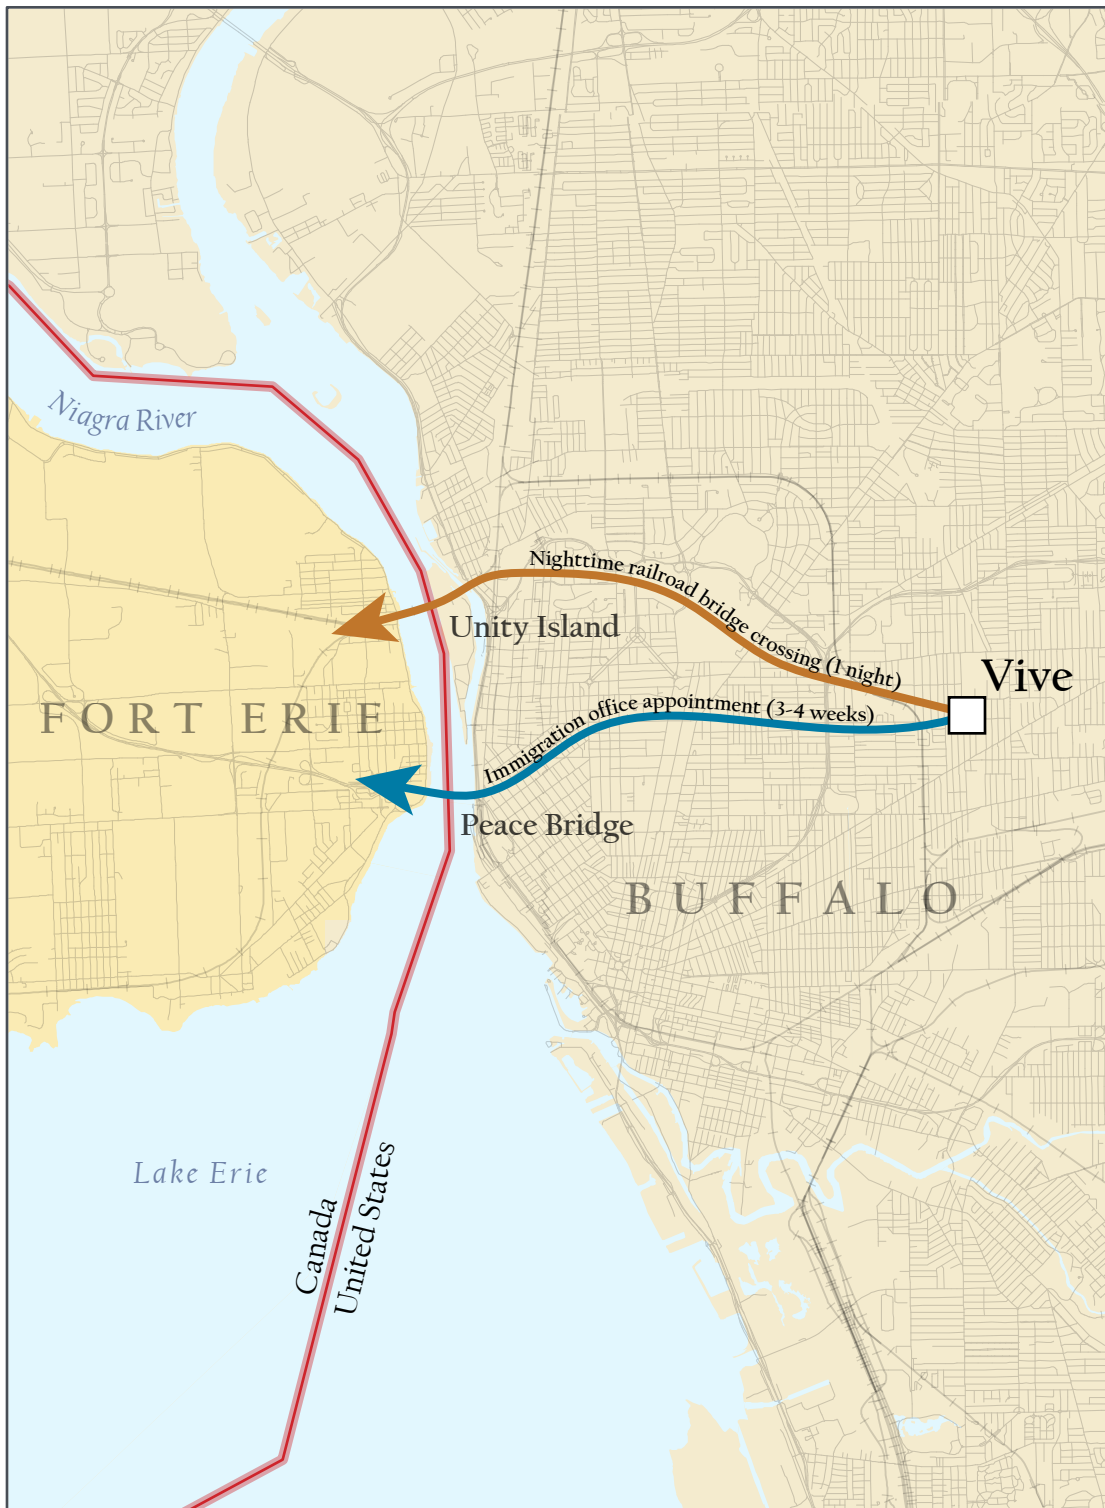 Niagra River
Nighttime railroad bridge crossing (1 night)
Unity Island
Vive
FORT ERIE
Immigration office appointment (3-4 weeks)
Peace Bridge
BUFFALO
Lake Erie
Canada
United States